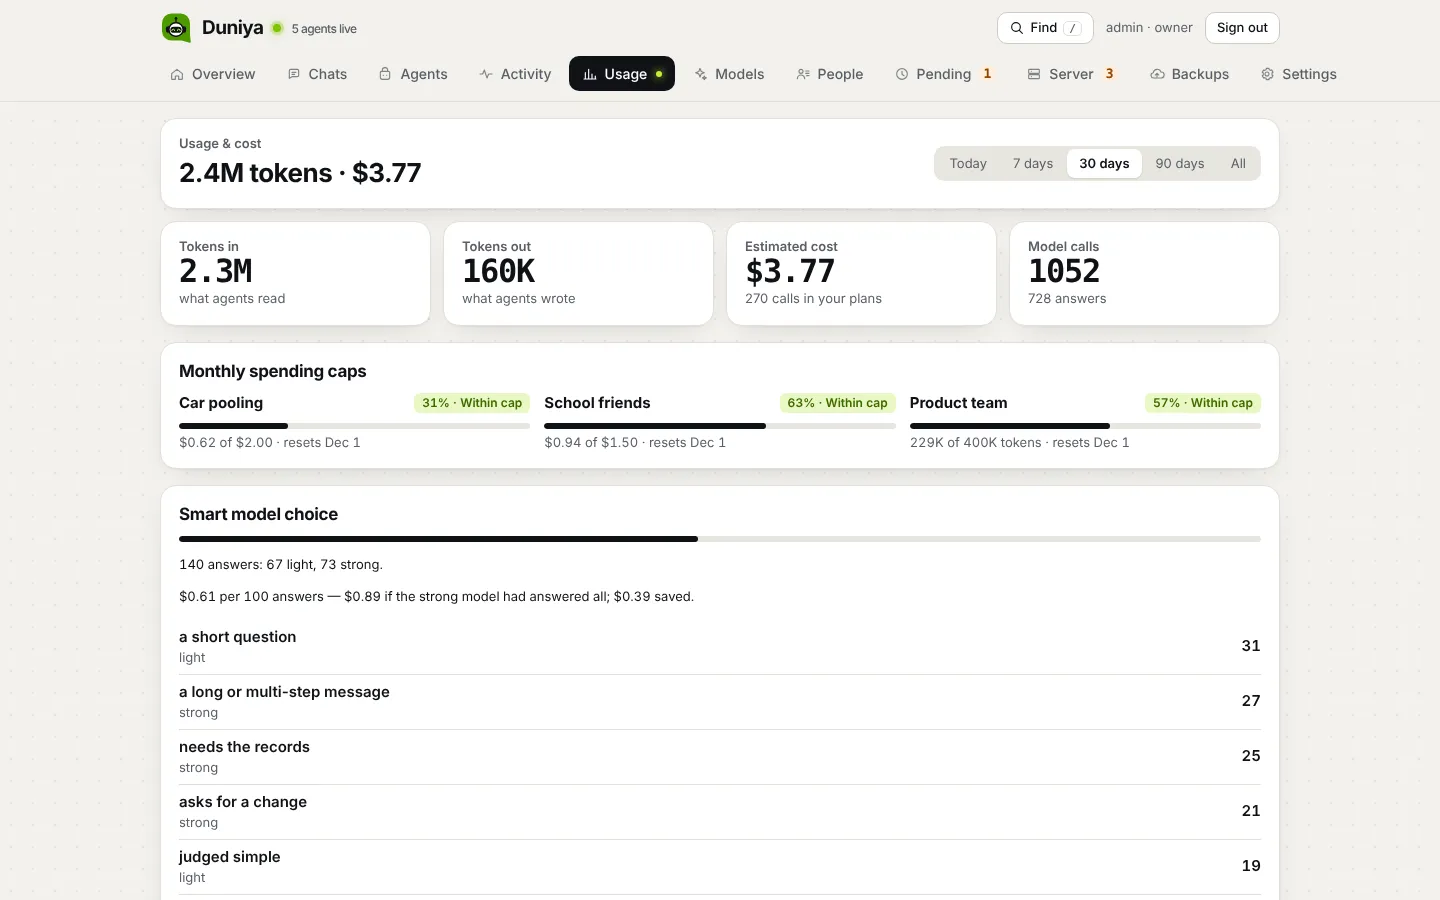 Duniya
5 agents live
Find /
admin · owner
Sign out
Overview
Chats
Agents
Activity
Usage
Models
People
Pending 1
Server 3
Backups
Settings
Usage & cost
2.4M tokens · $3.77
Today
7 days
30 days
90 days
All
Tokens in
2.3M
what agents read
Tokens out
160K
what agents wrote
Estimated cost
$3.77
270 calls in your plans
Model calls
1052
728 answers
Monthly spending caps
Car pooling
31% · Within cap
$0.62 of $2.00 · resets Dec 1
School friends
63% · Within cap
$0.94 of $1.50 · resets Dec 1
Product team
57% · Within cap
229K of 400K tokens · resets Dec 1
Smart model choice
140 answers: 67 light, 73 strong.
$0.61 per 100 answers — $0.89 if the strong model had answered all; $0.39 saved.
a short question
light
31
a long or multi-step message
strong
27
needs the records
strong
25
asks for a change
strong
21
judged simple
light
19